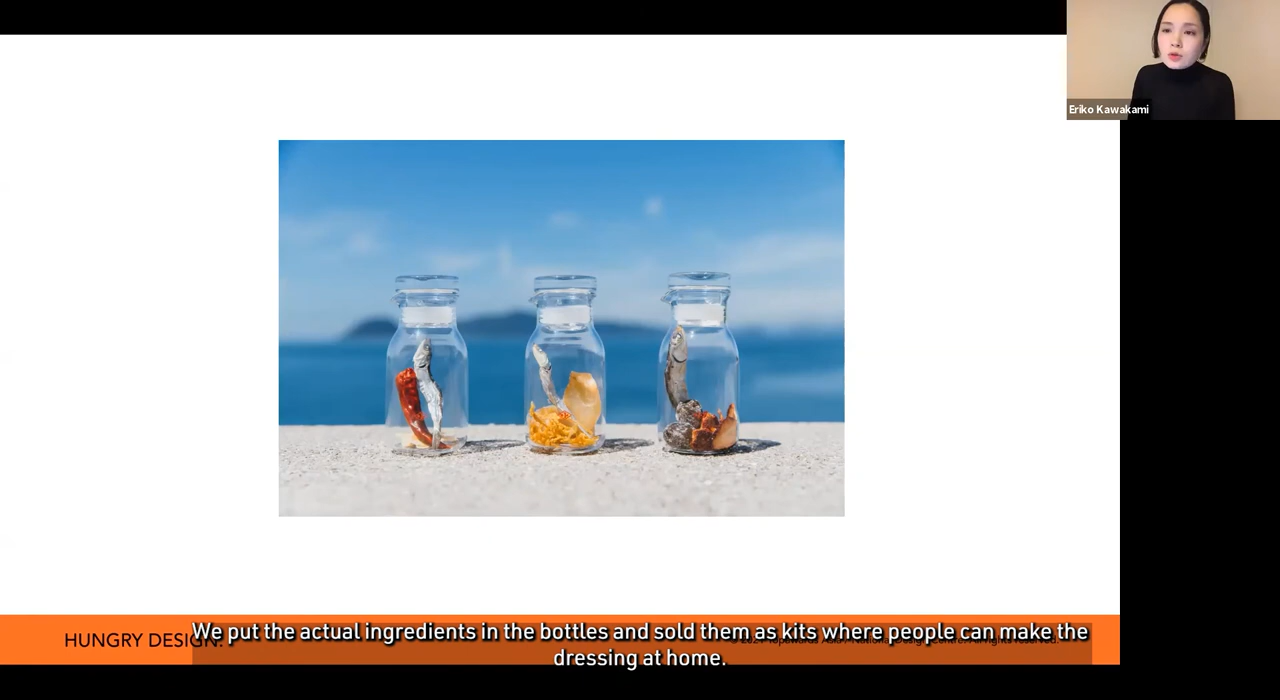 Eriko Kawakami
HUNGRY DESIGN.
We put the actual ingredients in the bottles and sold them as kits where people can make the
dressing at home.